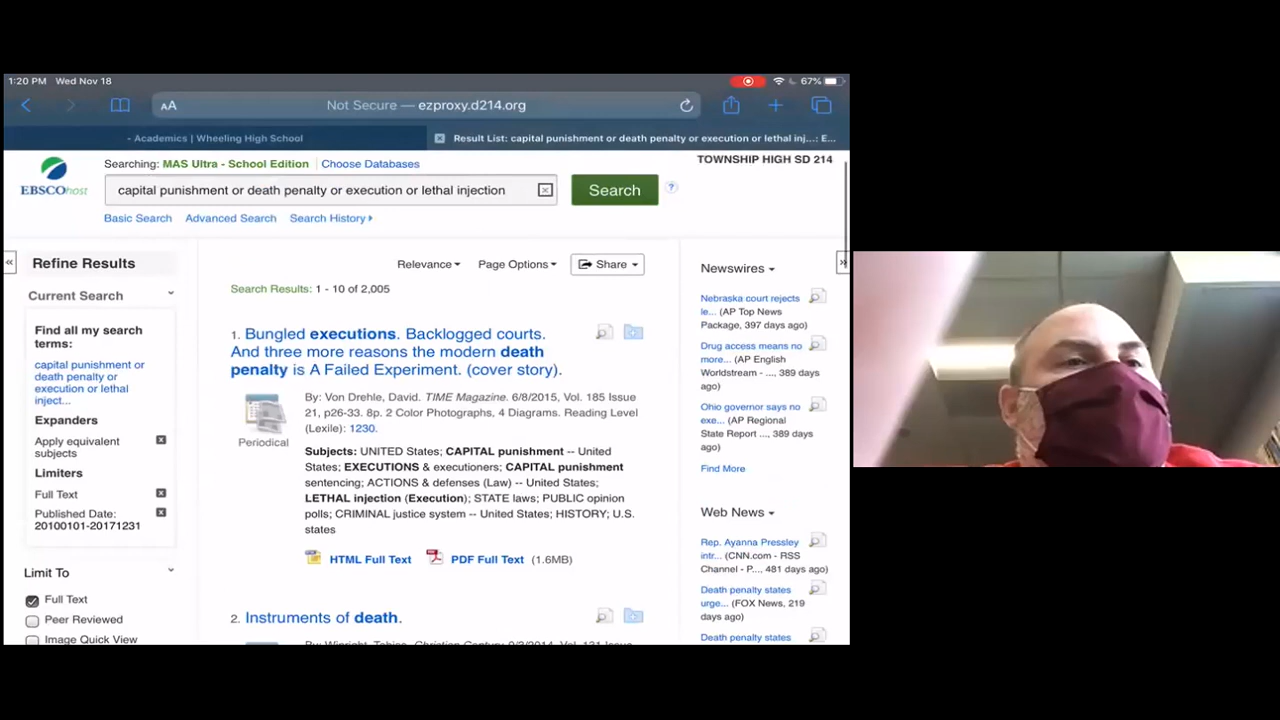 1:20 PM Wed Nov 18
67%
AA
Not Secure — ezproxy.d214.org
- Academics | Wheeling High School
Result List: capital punishment or death penalty or execution or lethal inj...: E...
EBSCOhost
Searching: MAS Ultra - School Edition | Choose Databases
TOWNSHIP HIGH SD 214
capital punishment or death penalty or execution or lethal injection
Search
?
Basic Search Advanced Search Search History
Refine Results
Current Search
Find all my search
terms:
capital punishment or
death penalty or
execution or lethal
inject...
Expanders
Apply equivalent
subjects
Limiters
Full Text
Published Date:
20100101-20171231
Limit To
Full Text
Peer Reviewed
Image Quick View
Relevance Page Options Share
Search Results: 1 - 10 of 2,005
1. Bungled executions. Backlogged courts.
And three more reasons the modern death
penalty is A Failed Experiment. (cover story).
Periodical
By: Von Drehle, David. TIME Magazine. 6/8/2015, Vol. 185 Issue
21, p26-33. 8p. 2 Color Photographs, 4 Diagrams. Reading Level
(Lexile): 1230.
Subjects: UNITED States; CAPITAL punishment -- United
States; EXECUTIONS & executioners; CAPITAL punishment
sentencing; ACTIONS & defenses (Law) -- United States;
LETHAL injection (Execution); STATE laws; PUBLIC opinion
polls; CRIMINAL justice system -- United States; HISTORY; U.S.
states
HTML Full Text PDF Full Text (1.6MB)
2. Instruments of death.
By: Winright, Tobias. Christian Century. 9/3/2014, Vol. 131 Issue
Newswires
Nebraska court rejects
le... (AP Top News
Package, 397 days ago)
Drug access means no
more... (AP English
Worldstream - ..., 389 days
ago)
Ohio governor says no
exe... (AP Regional
State Report ..., 389 days
ago)
Find More
Web News
Rep. Ayanna Pressley
intr... (CNN.com - RSS
Channel - P..., 481 days ago)
Death penalty states
urge... (FOX News, 219
days ago)
Death penalty states